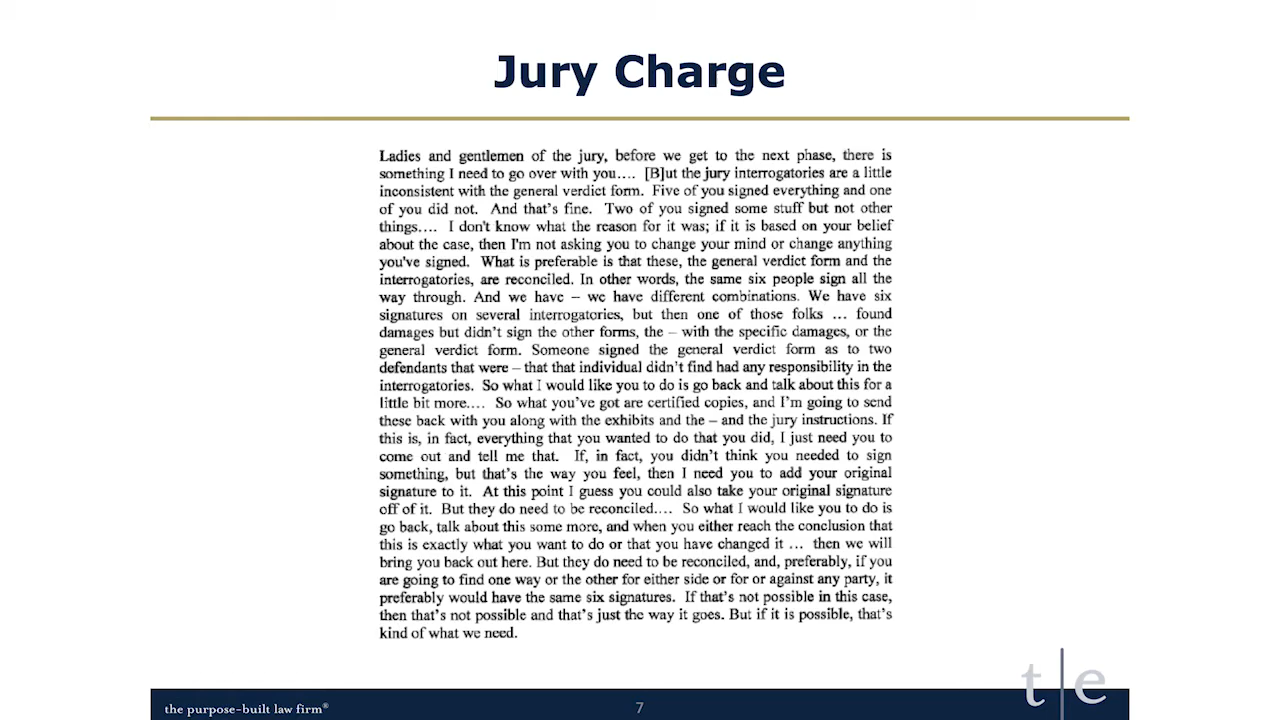 Jury Charge
Ladies and gentlemen of the jury, before we get to the next phase, there is
something I need to go over with you…. [B]ut the jury interrogatories are a little
inconsistent with the general verdict form. Five of you signed everything and one
of you did not. And that's fine. Two of you signed some stuff but not other
things…. I don't know what the reason for it was; if it is based on your belief
about the case, then I'm not asking you to change your mind or change anything
you've signed. What is preferable is that these, the general verdict form and the
interrogatories, are reconciled. In other words, the same six people sign all the
way through. And we have – we have different combinations. We have six
signatures on several interrogatories, but then one of those folks … found
damages but didn't sign the other forms, the – with the specific damages, or the
general verdict form. Someone signed the general verdict form as to two
defendants that were – that that individual didn't find had any responsibility in the
interrogatories. So what I would like you to do is go back and talk about this for a
little bit more…. So what you've got are certified copies, and I'm going to send
these back with you along with the exhibits and the – and the jury instructions. If
this is, in fact, everything that you wanted to do that you did, I just need you to
come out and tell me that. If, in fact, you didn't think you needed to sign
something, but that's the way you feel, then I need you to add your original
signature to it. At this point I guess you could also take your original signature
off of it. But they do need to be reconciled…. So what I would like you to do is
go back, talk about this some more, and when you either reach the conclusion that
this is exactly what you want to do or that you have changed it … then we will
bring you back out here. But they do need to be reconciled, and, preferably, if you
are going to find one way or the other for either side or for or against any party, it
preferably would have the same six signatures. If that's not possible in this case,
then that's not possible and that's just the way it goes. But if it is possible, that's
kind of what we need.
t|e
the purpose-built law firm®
7